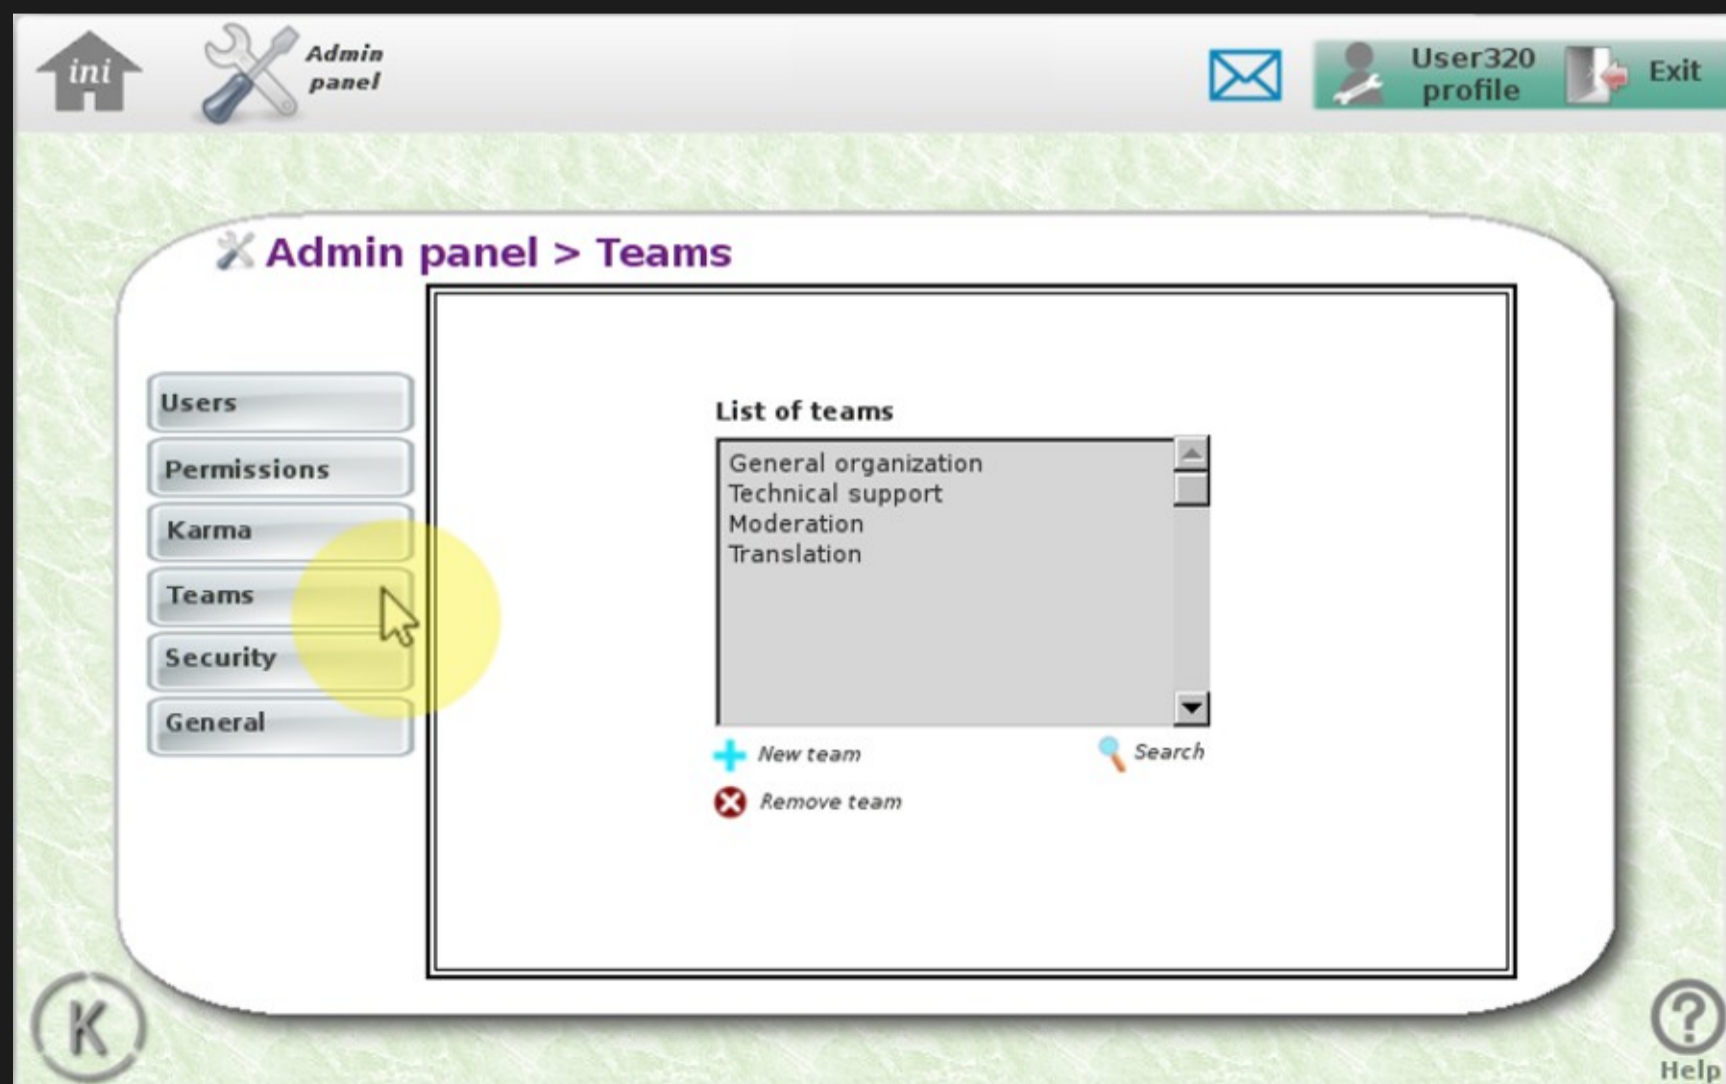 ini
Admin
panel
User320
profile
Exit
Admin panel > Teams
Users
Permissions
Karma
Teams
Security
General
List of teams
General organization
Technical support
Moderation
Translation
New team
Search
Remove team
K
?
Help